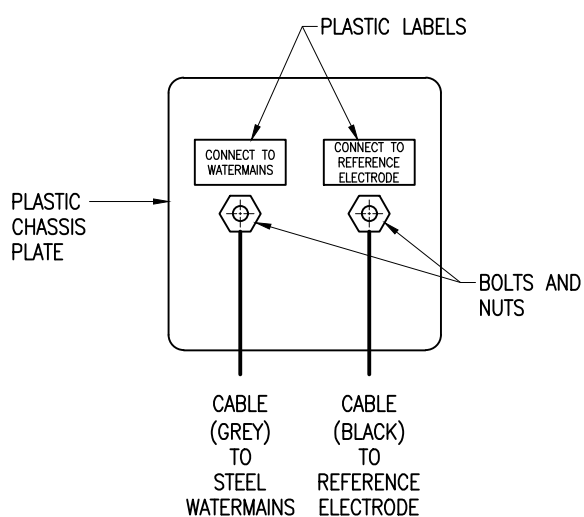 PLASTIC LABELS
CONNECT TO
WATERMAINS
CONNECT TO
REFERENCE
ELECTRODE
PLASTIC
CHASSIS
PLATE
BOLTS AND
NUTS
CABLE
(GREY)
TO
STEEL
WATERMAINS
CABLE
(BLACK)
TO
REFERENCE
ELECTRODE